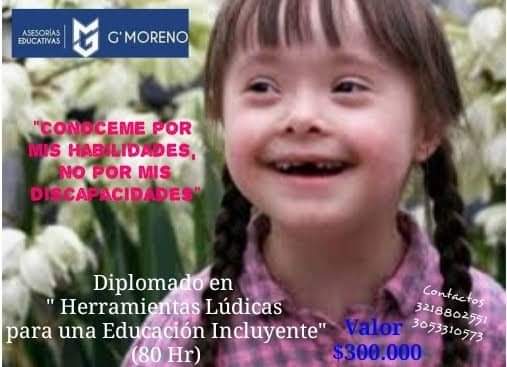 ASESORÍAS
EDUCATIVAS
G'MORENO
"CONOCEME POR
MIS HABILIDADES,
NO POR MIS
DISCAPACIDADES"
Diplomado en
" Herramientas Lúdicas
para una Educación Incluyente"
(80 Hr)
Valor
$300.000
Contactos
3218802551
3053310573